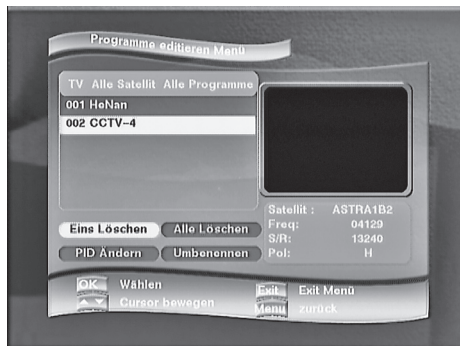 Programme editieren Menü
TV Alle Satellit Alle Programme
001 HeNan
002 CCTV-4
Satellit : ASTRA1B2
Freq: 04129
S/R: 13240
Pol: H
Eins Löschen Alle Löschen
PID Ändern Umbenennen
OK Wählen
Cursor bewegen
Exit Exit Menü
Menü zurück